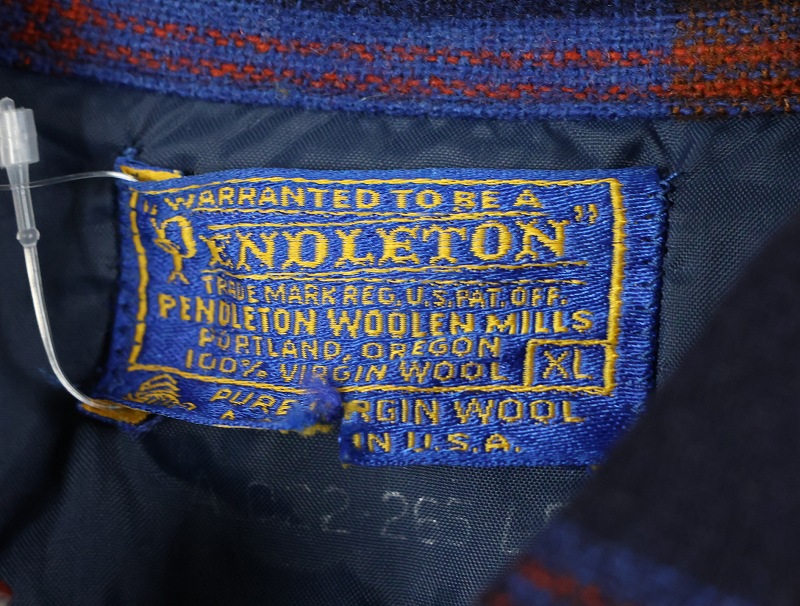 WARRANTED TO BE A
"PENDLETON"
TRADE MARK REG. U.S. PAT. OFF.
PENDLETON WOOLEN MILLS
PORTLAND, OREGON
100% VIRGIN WOOL XL
PURE VIRGIN WOOL
IN U.S.A.